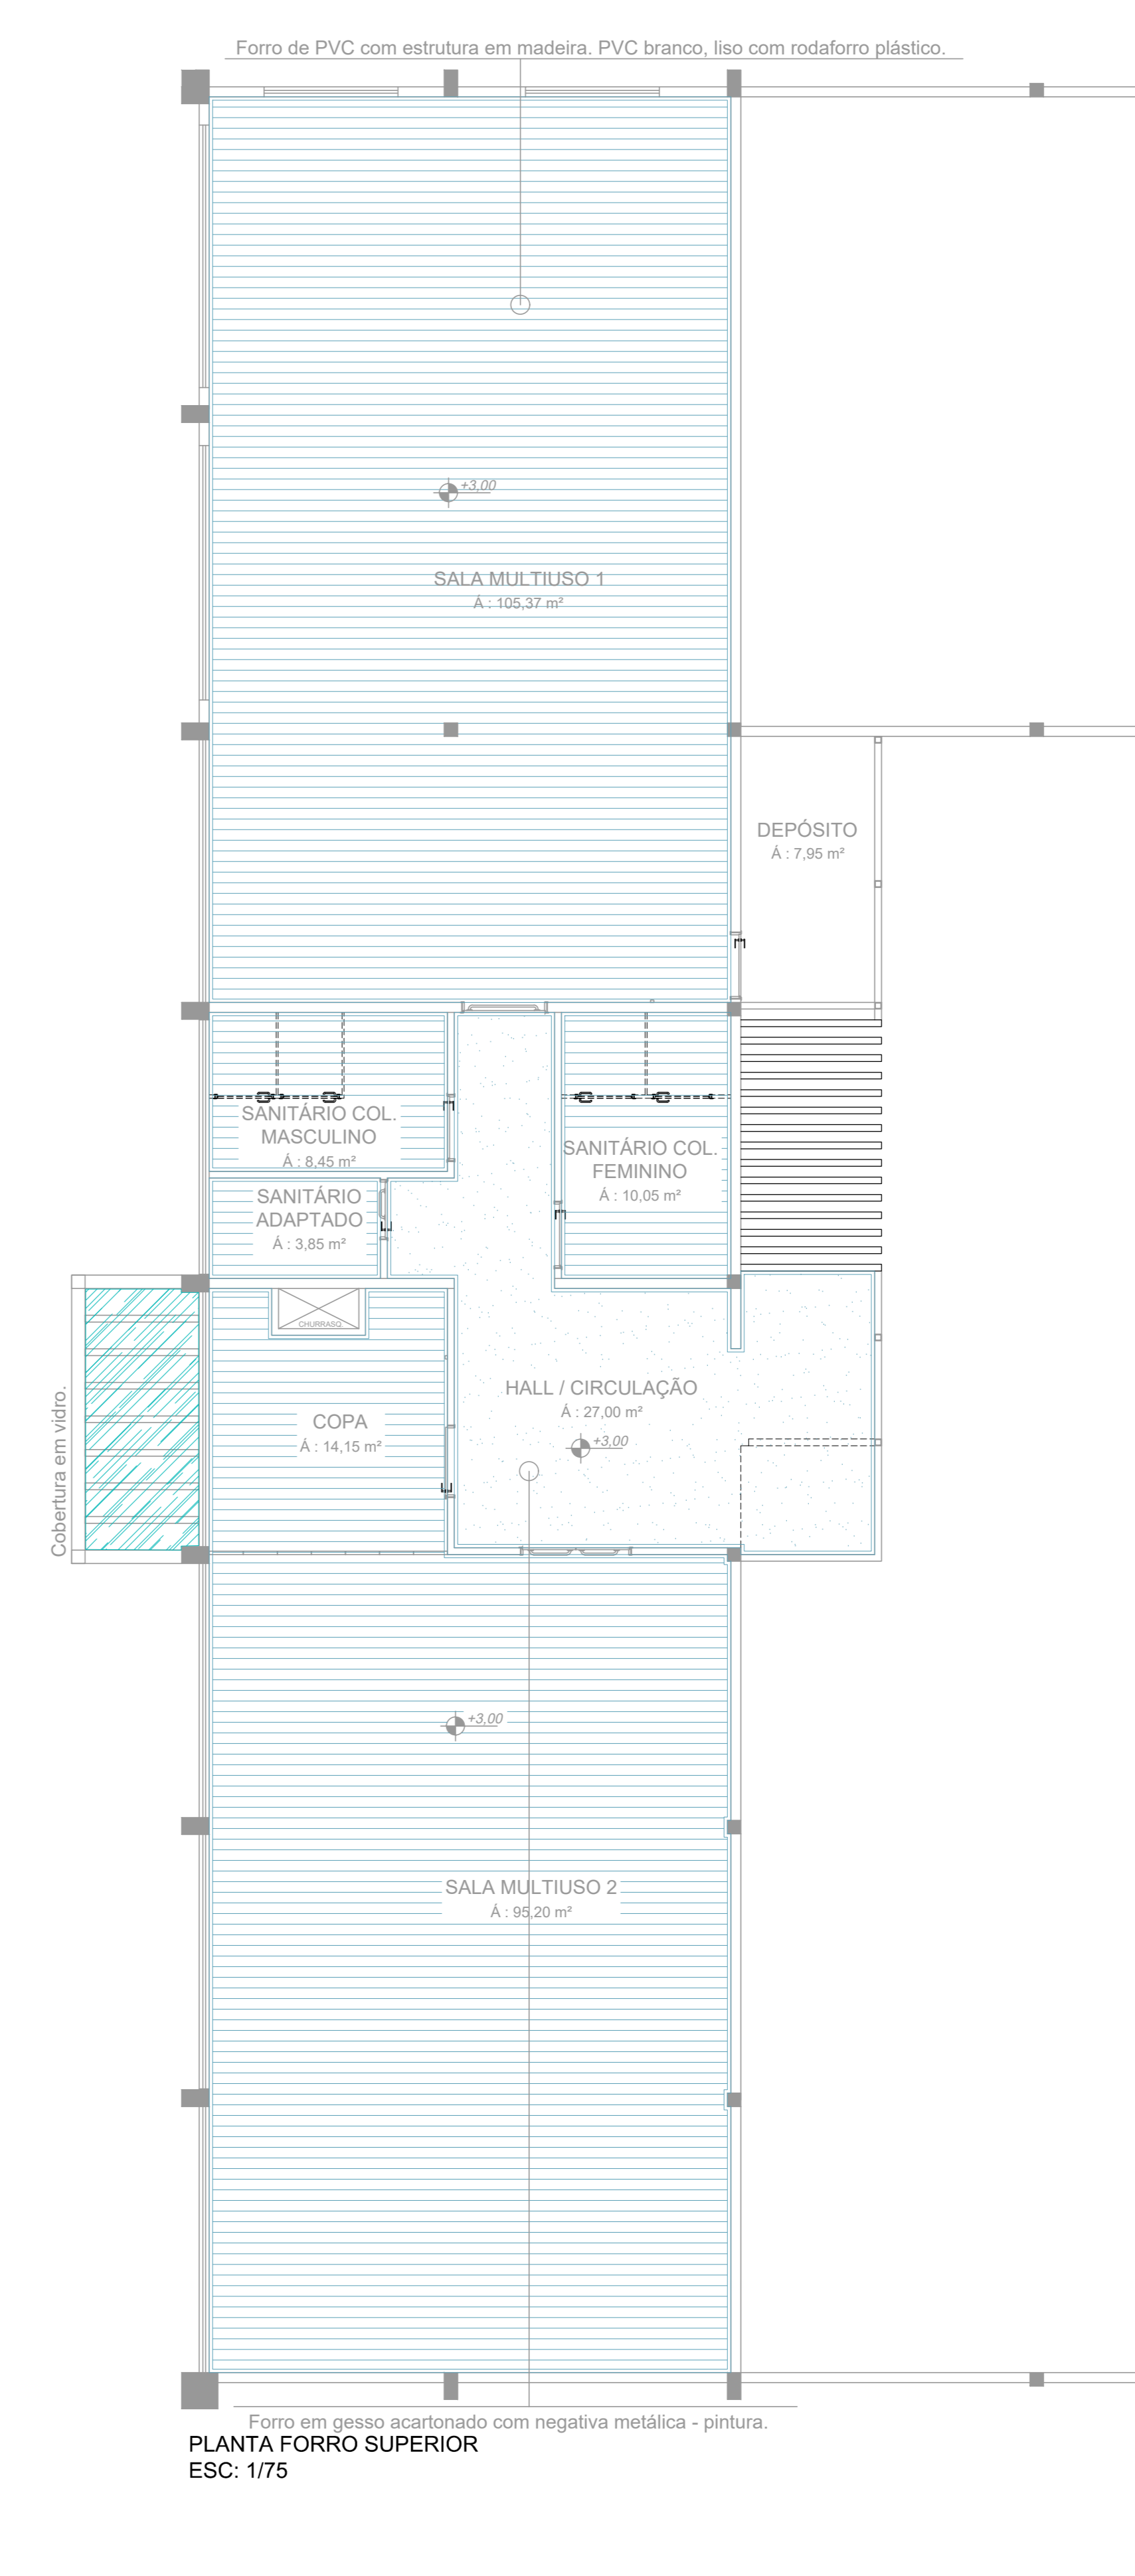 Forro de PVC com estrutura em madeira. PVC branco, liso com rodaforro plástico.
+3,00
SALA MULTIUSO 1
Á : 105,37 m²
DEPÓSITO
Á : 7,95 m²
SANITÁRIO COL.
MASCULINO
Á : 8,45 m²
SANITÁRIO COL.
FEMININO
Á : 10,05 m²
SANITÁRIO
ADAPTADO
Á : 3,85 m²
CHURRASQ.
Cobertura em vidro.
HALL / CIRCULAÇÃO
Á : 27,00 m²
+3,00
COPA
Á : 14,15 m²
+3,00
SALA MULTIUSO 2
Á : 95,20 m²
Forro em gesso acartonado com negativa metálica - pintura.
PLANTA FORRO SUPERIOR
ESC: 1/75